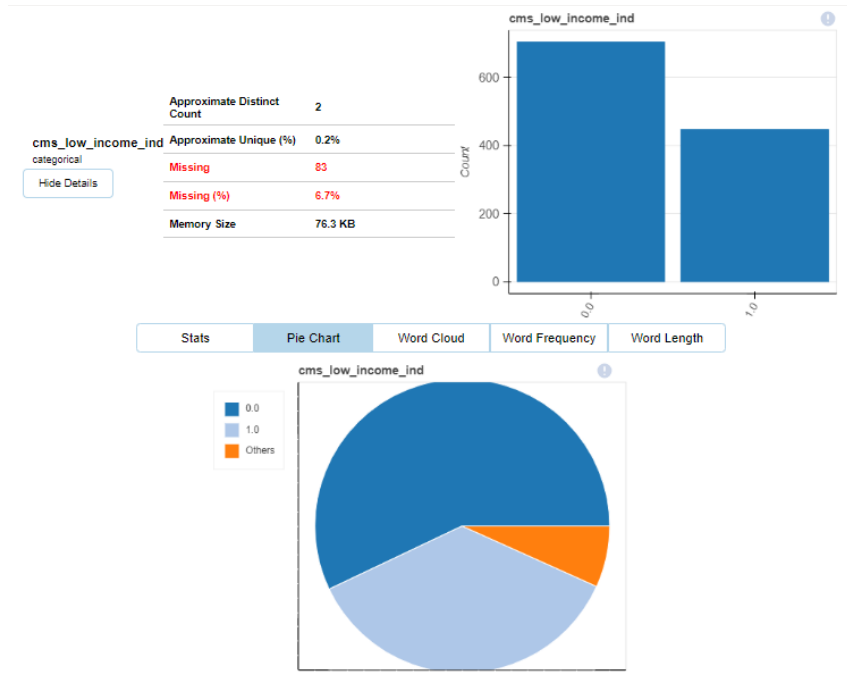 cms_low_income_ind
categorical
Hide Details
Approximate Distinct
Count
2
Approximate Unique (%) 0.2%
Missing 83
Missing (%) 6.7%
Memory Size 76.3 KB
cms_low_income_ind
!
Count
600
400
200
0
0.0
1.0
Stats Pie Chart Word Cloud Word Frequency Word Length
cms_low_income_ind
!
0.0
1.0
Others